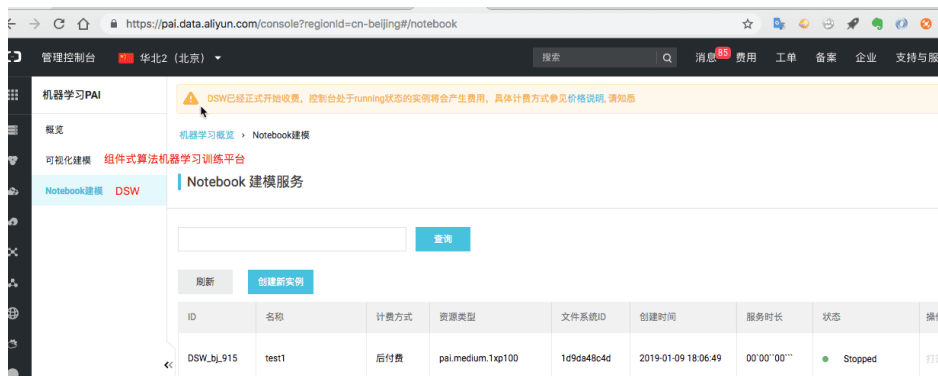 https://pai.data.aliyun.com/console?regionId=cn-beijing#/notebook
管理控制台 华北2（北京） 搜索 消息 85 费用 工单 备案 企业 支持与服
机器学习PAI
DSW已经正式开始收费，控制台处于running状态的实例将会产生费用，具体计费方式参见价格说明, 请知悉
概览
机器学习概览 › Notebook建模
可视化建模 组件式算法机器学习训练平台
Notebook建模 DSW
Notebook 建模服务
查询
刷新 创建新实例
ID 名称 计费方式 资源类型 文件系统ID 创建时间 服务时长 状态
DSW_bj_915 test1 后付费 pai.medium.1xp100 1d9da48c4d 2019-01-09 18:06:49 00'00''00''' Stopped